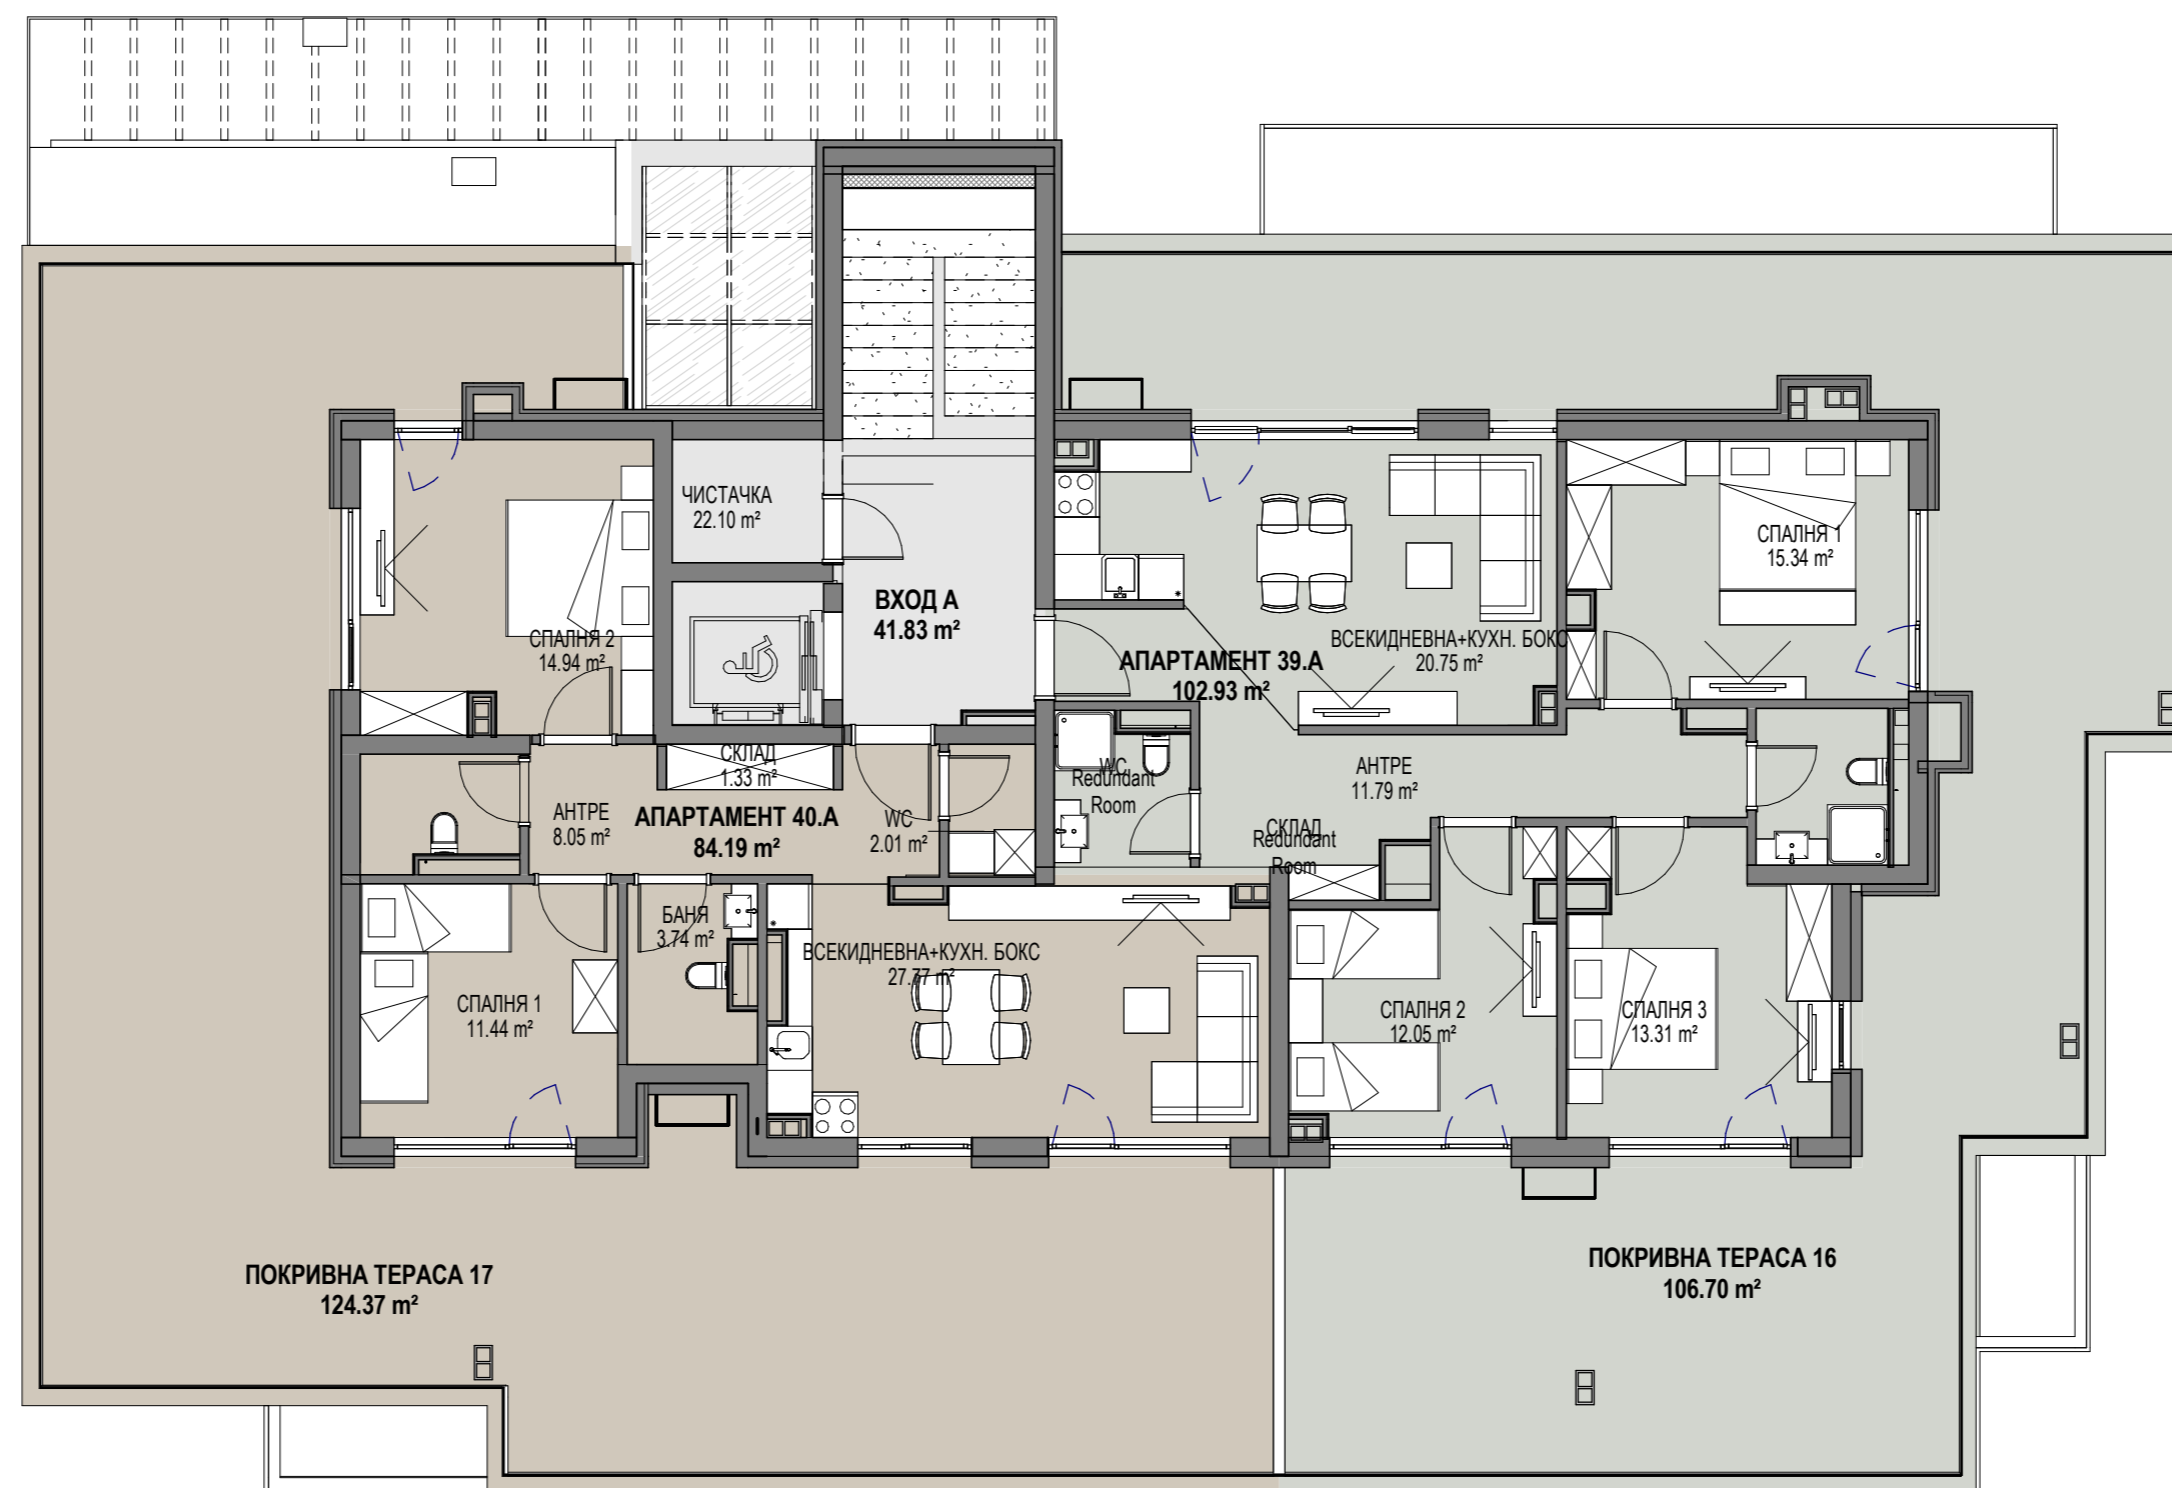 ЧИСТАЧКА
22.10 m²
ВХОД А
41.83 m²
СПАЛНЯ 2
14.94 m²
СПАЛНЯ 1
15.34 m²
ВСЕКИДНЕВНА+КУХН. БОКС
20.75 m²
АПАРТАМЕНТ 39.А
102.93 m²
СКЛАД
1.33 m²
WC
Redundant
Room
АНТРЕ
11.79 m²
АНТРЕ
8.05 m²
АПАРТАМЕНТ 40.А
84.19 m²
WC
2.01 m²
СКЛАД
Redundant
Room
БАНЯ
3.74 m²
ВСЕКИДНЕВНА+КУХН. БОКС
27.77 m²
СПАЛНЯ 1
11.44 m²
СПАЛНЯ 2
12.05 m²
СПАЛНЯ 3
13.31 m²
ПОКРИВНА ТЕРАСА 17
124.37 m²
ПОКРИВНА ТЕРАСА 16
106.70 m²